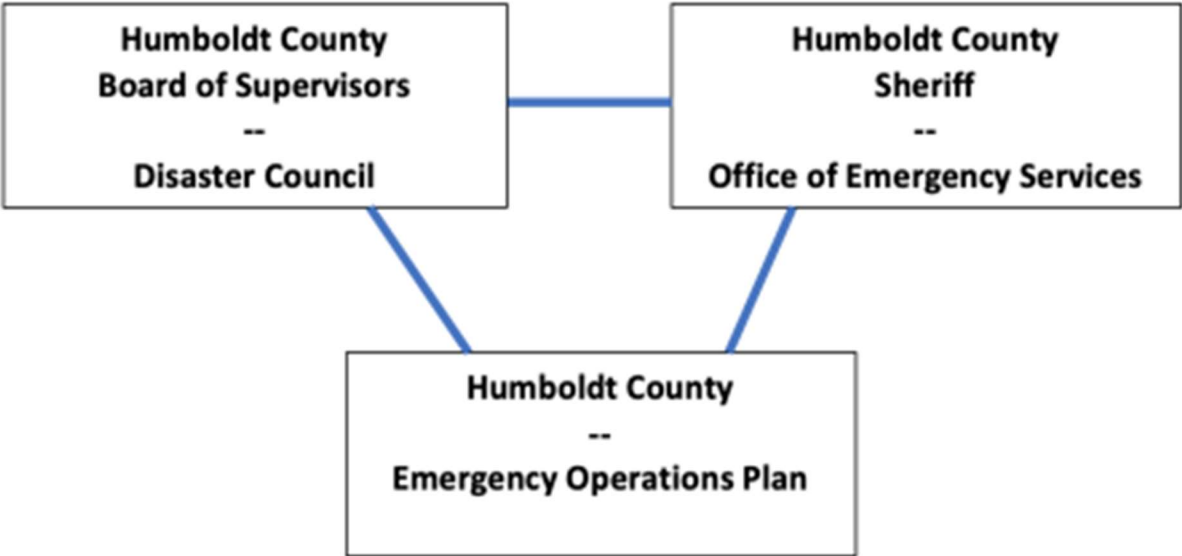 Humboldt County
Board of Supervisors
--
Disaster Council
Humboldt County
Sheriff
--
Office of Emergency Services
Humboldt County
--
Emergency Operations Plan